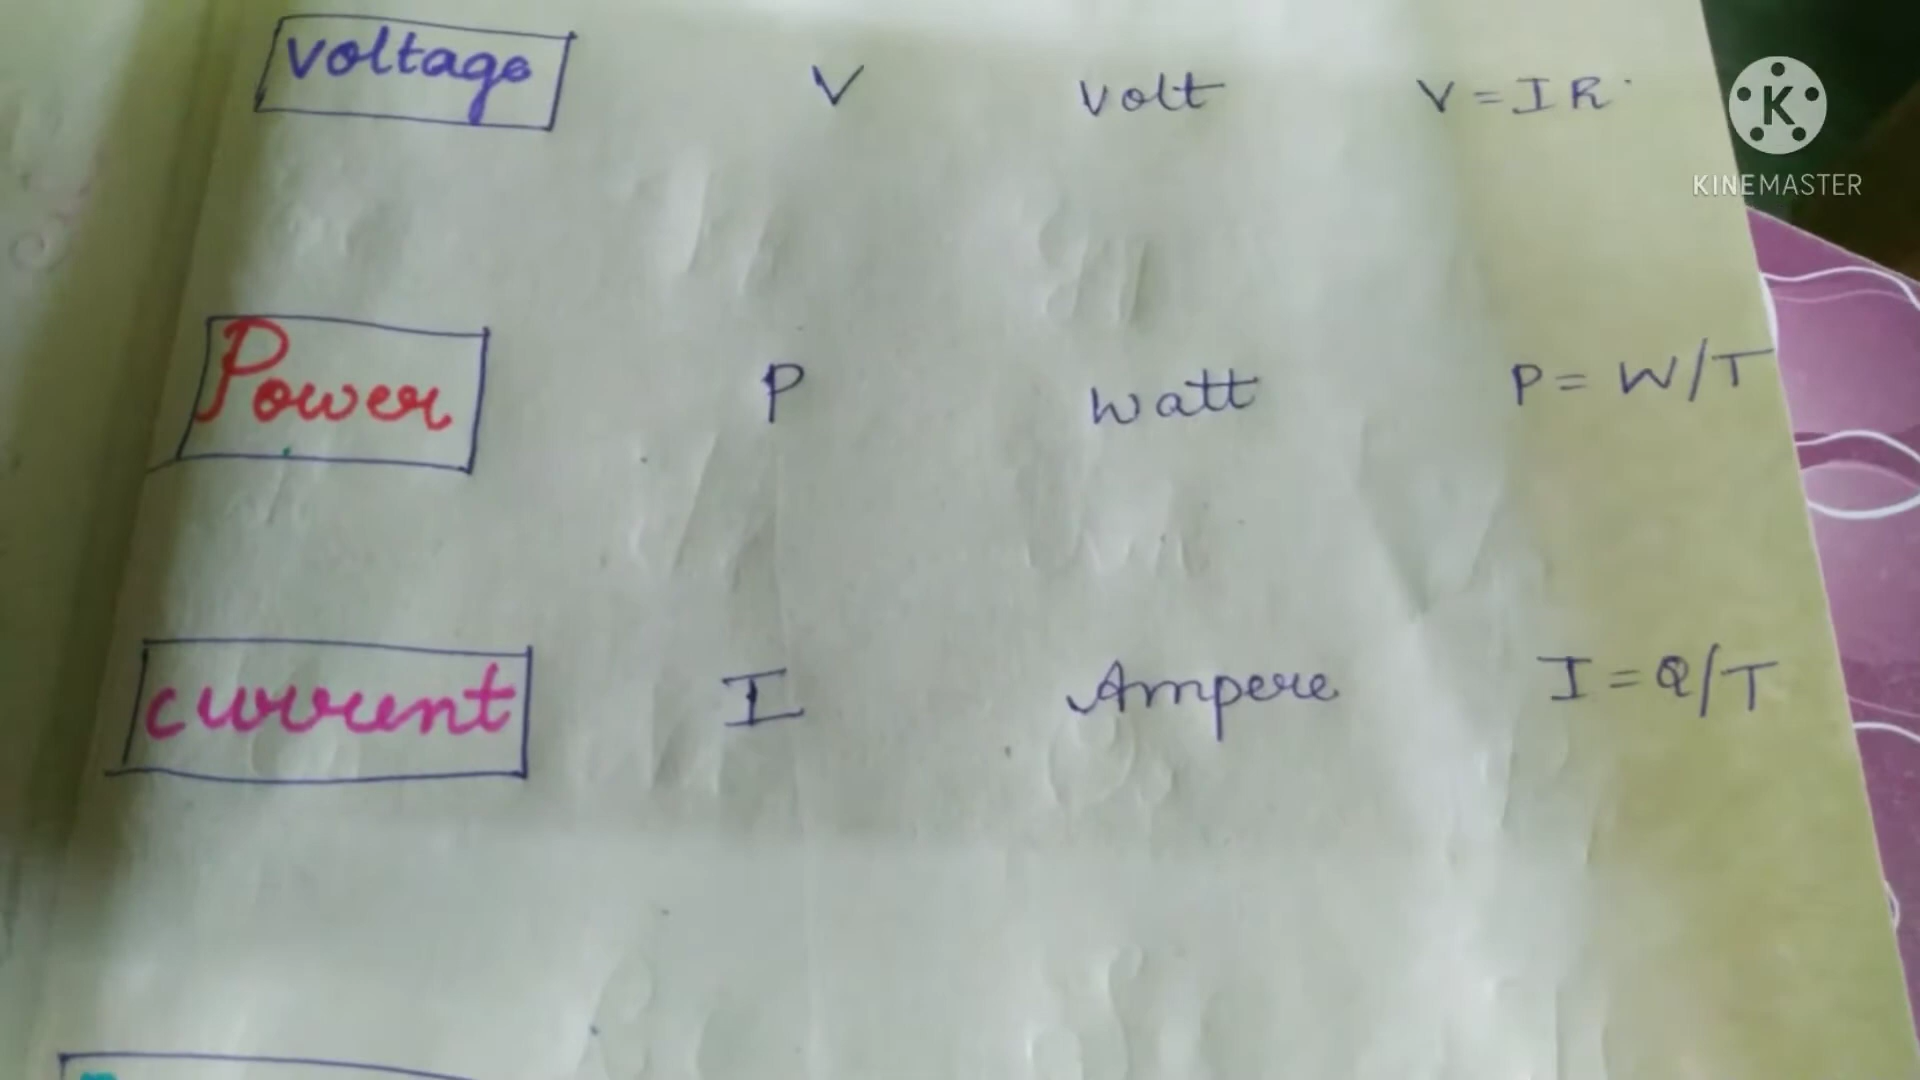 Voltage V Volt V = IR
KINEMASTER
Power P Watt P = W/T
current I Ampere I = Q/T